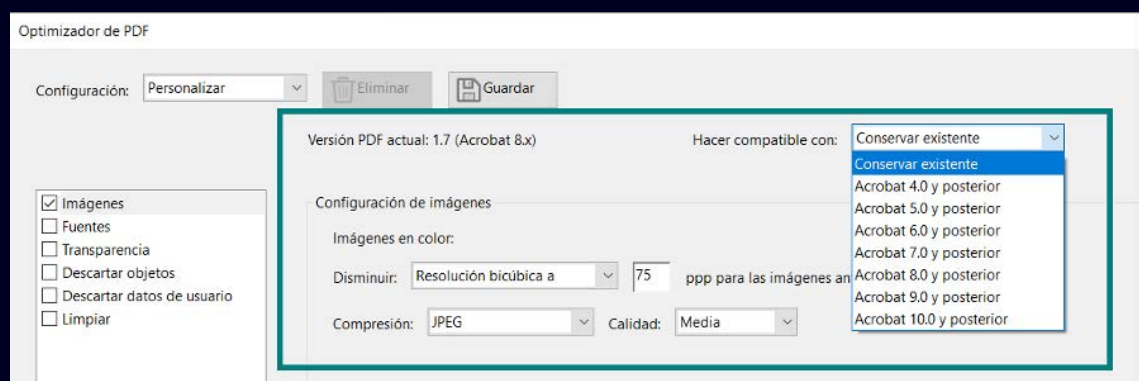 Optimizador de PDF
Configuración: Personalizar Eliminar Guardar
Versión PDF actual: 1.7 (Acrobat 8.x) Hacer compatible con: Conservar existente
Conservar existente
Acrobat 4.0 y posterior
Acrobat 5.0 y posterior
Acrobat 6.0 y posterior
Acrobat 7.0 y posterior
Acrobat 8.0 y posterior
Acrobat 9.0 y posterior
Acrobat 10.0 y posterior
Imágenes
Fuentes
Transparencia
Descartar objetos
Descartar datos de usuario
Limpiar
Configuración de imágenes
Imágenes en color:
Disminuir: Resolución bicúbica a 75 ppp para las imágenes an
Compresión: JPEG Calidad: Media